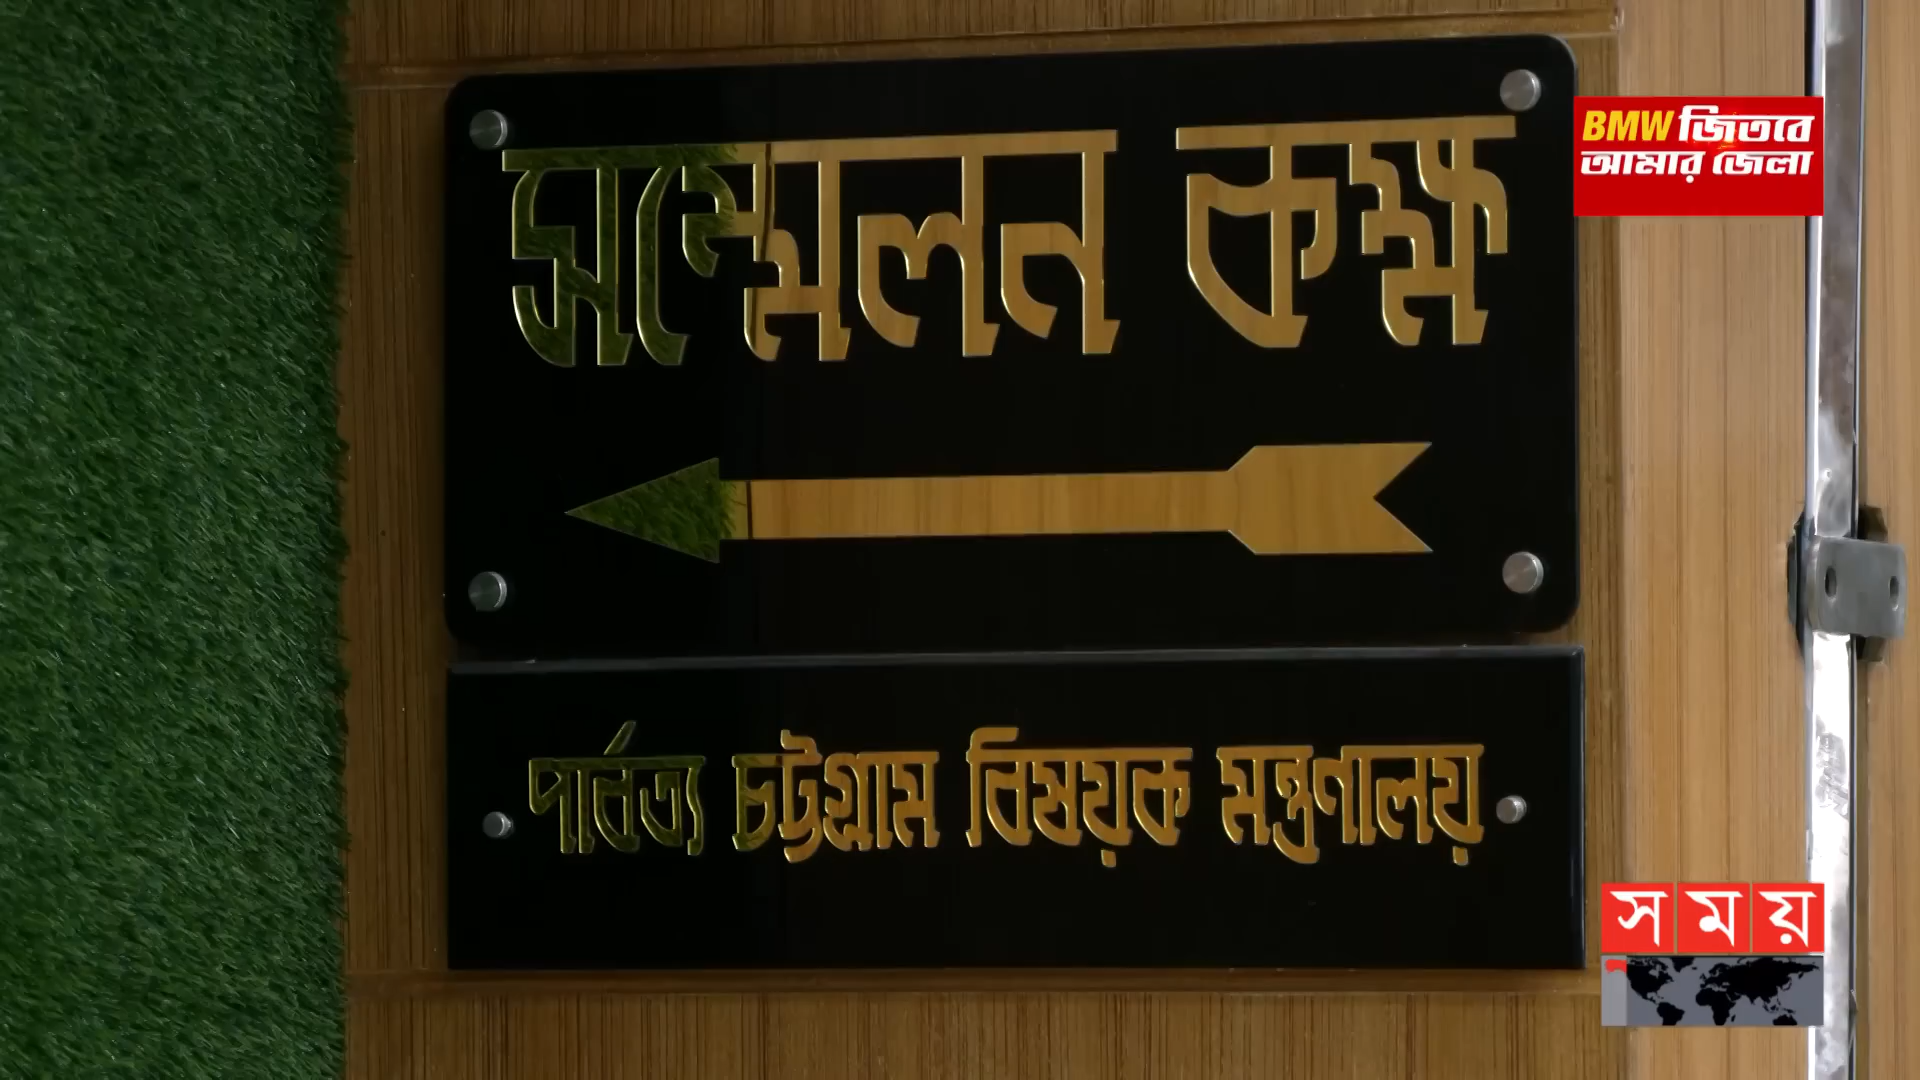 সম্মেলন কক্ষ
পার্বত্য চট্টগ্রাম বিষয়ক মন্ত্রণালয়
BMW জিতবে
আমার জেলা
সময়